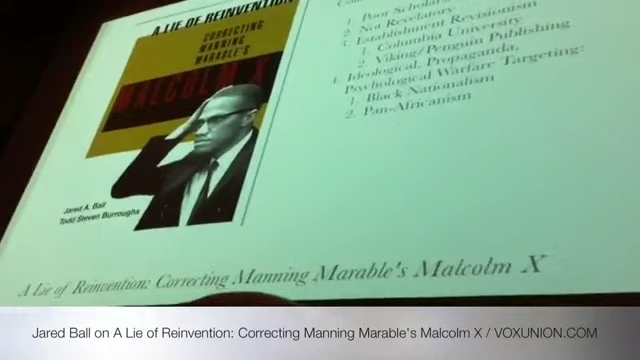 A LIE OF REINVENTION
CORRECTING
MANNING
MARABLE'S
MALCOLM X
Jared A. Ball
Todd Steven Burroughs
1. Poor Scholar
2. Not Revelatory
3. Establishment Revisionism
1. Columbia University
2. Viking/Penguin Publishing
4. Ideological, Propaganda,
Psychological Warfare Targeting:
1. Black Nationalism
2. Pan-Africanism
A Lie of Reinvention: Correcting Manning Marable's Malcolm X
Jared Ball on A Lie of Reinvention: Correcting Manning Marable's Malcolm X / VOXUNION.COM